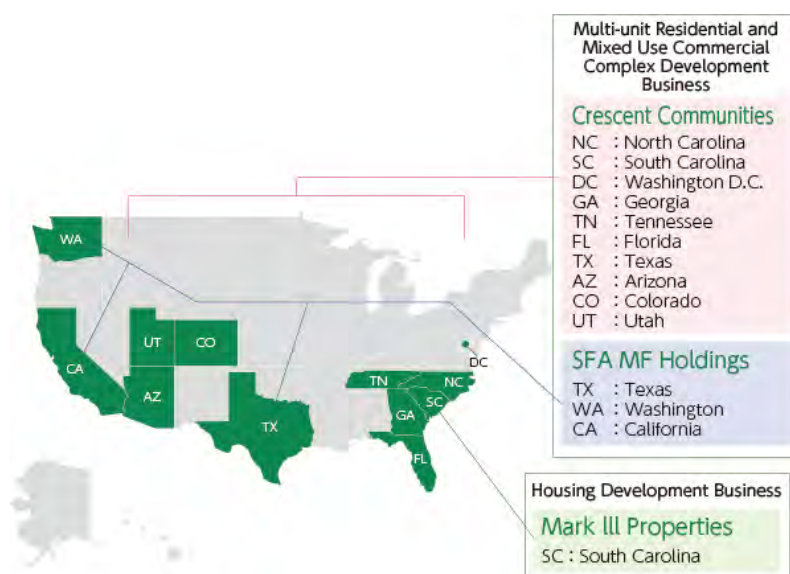 Multi-unit Residential and
Mixed Use Commercial
Complex Development
Business
Crescent Communities
NC : North Carolina
SC : South Carolina
DC : Washington D.C.
GA : Georgia
TN : Tennessee
FL : Florida
TX : Texas
AZ : Arizona
CO : Colorado
UT : Utah
SFA MF Holdings
TX : Texas
WA : Washington
CA : California
Housing Development Business
Mark lll Properties
SC : South Carolina
WA
UT
CO
CA
AZ
TX
TN
NC
SC
GA
FL
DC